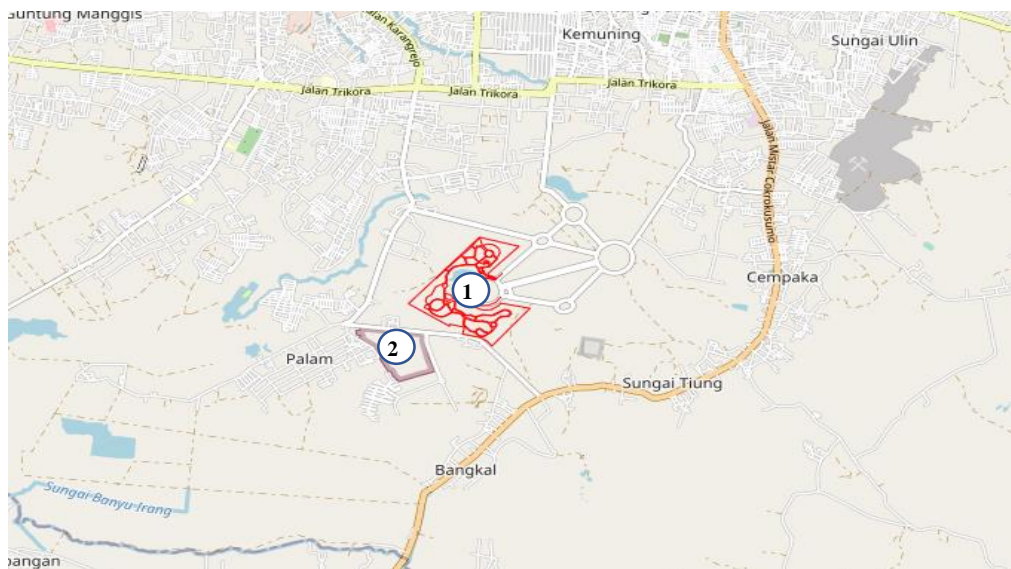 Guntung Manggis
Jalan Karangrejo
Kemuning
Sungai Ulin
Jalan Trikora
Jalan Trikora
Jalan Trikora
Jalan Mistar Cokrokusumo
Cempaka
1
2
Palam
Sungai Tiung
Bangkal
Sungai Banyu Irang
pangan